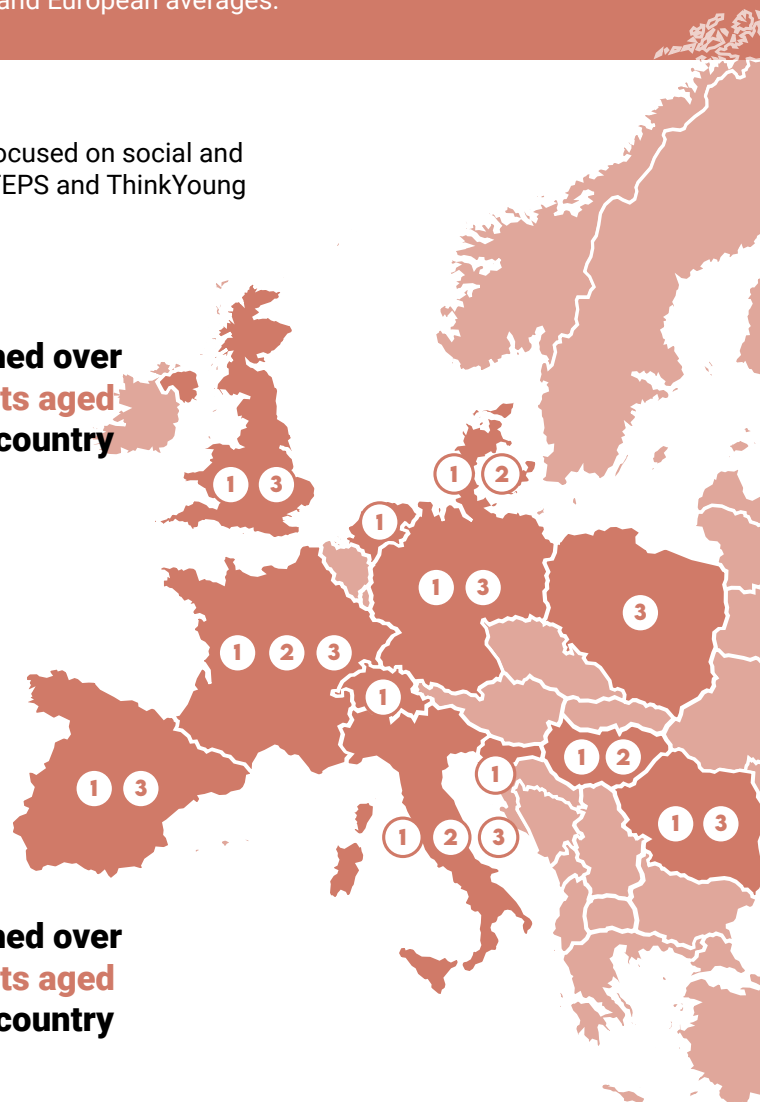 and European averages.
ocused on social and
EPS and ThinkYoung
ned over
ts aged
country
1 3
1 2
1
1 3
3
1 2 3
1
1 2
1
1 3
1 3
1 2 3
ned over
ts aged
country